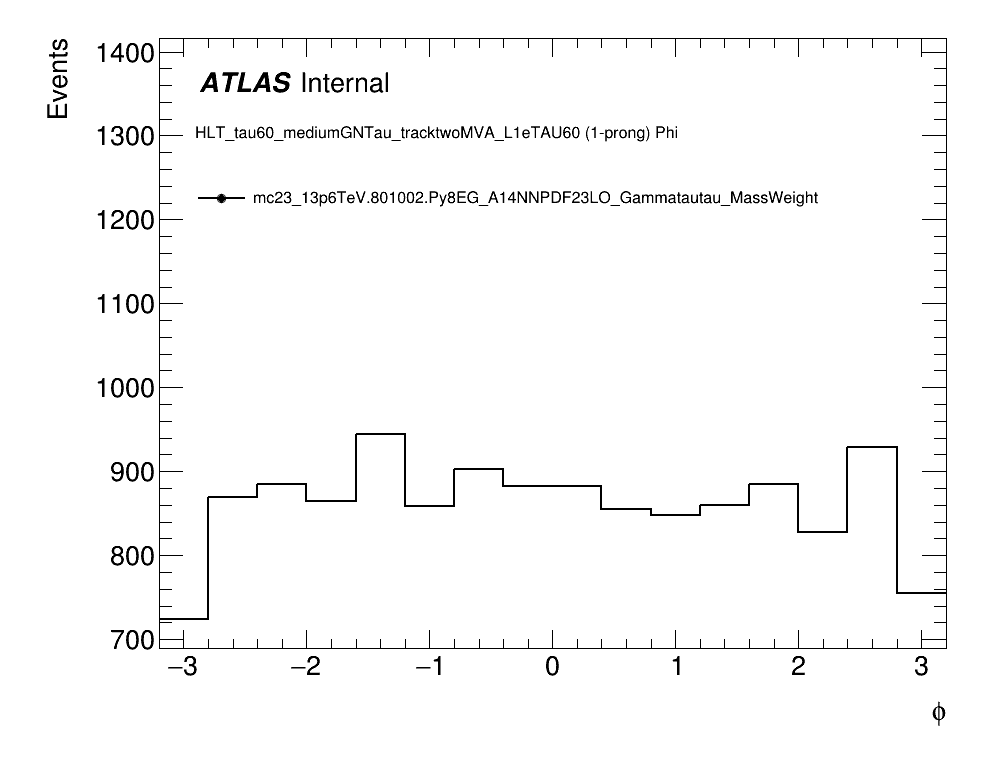 Events
1400
1300
1200
1100
1000
900
800
700
ATLAS Internal
HLT_tau60_mediumGNTau_tracktwoMVA_L1eTAU60 (1-prong) Phi
mc23_13p6TeV.801002.Py8EG_A14NNPDF23LO_Gammatautau_MassWeight
−3 −2 −1 0 1 2 3
ϕ